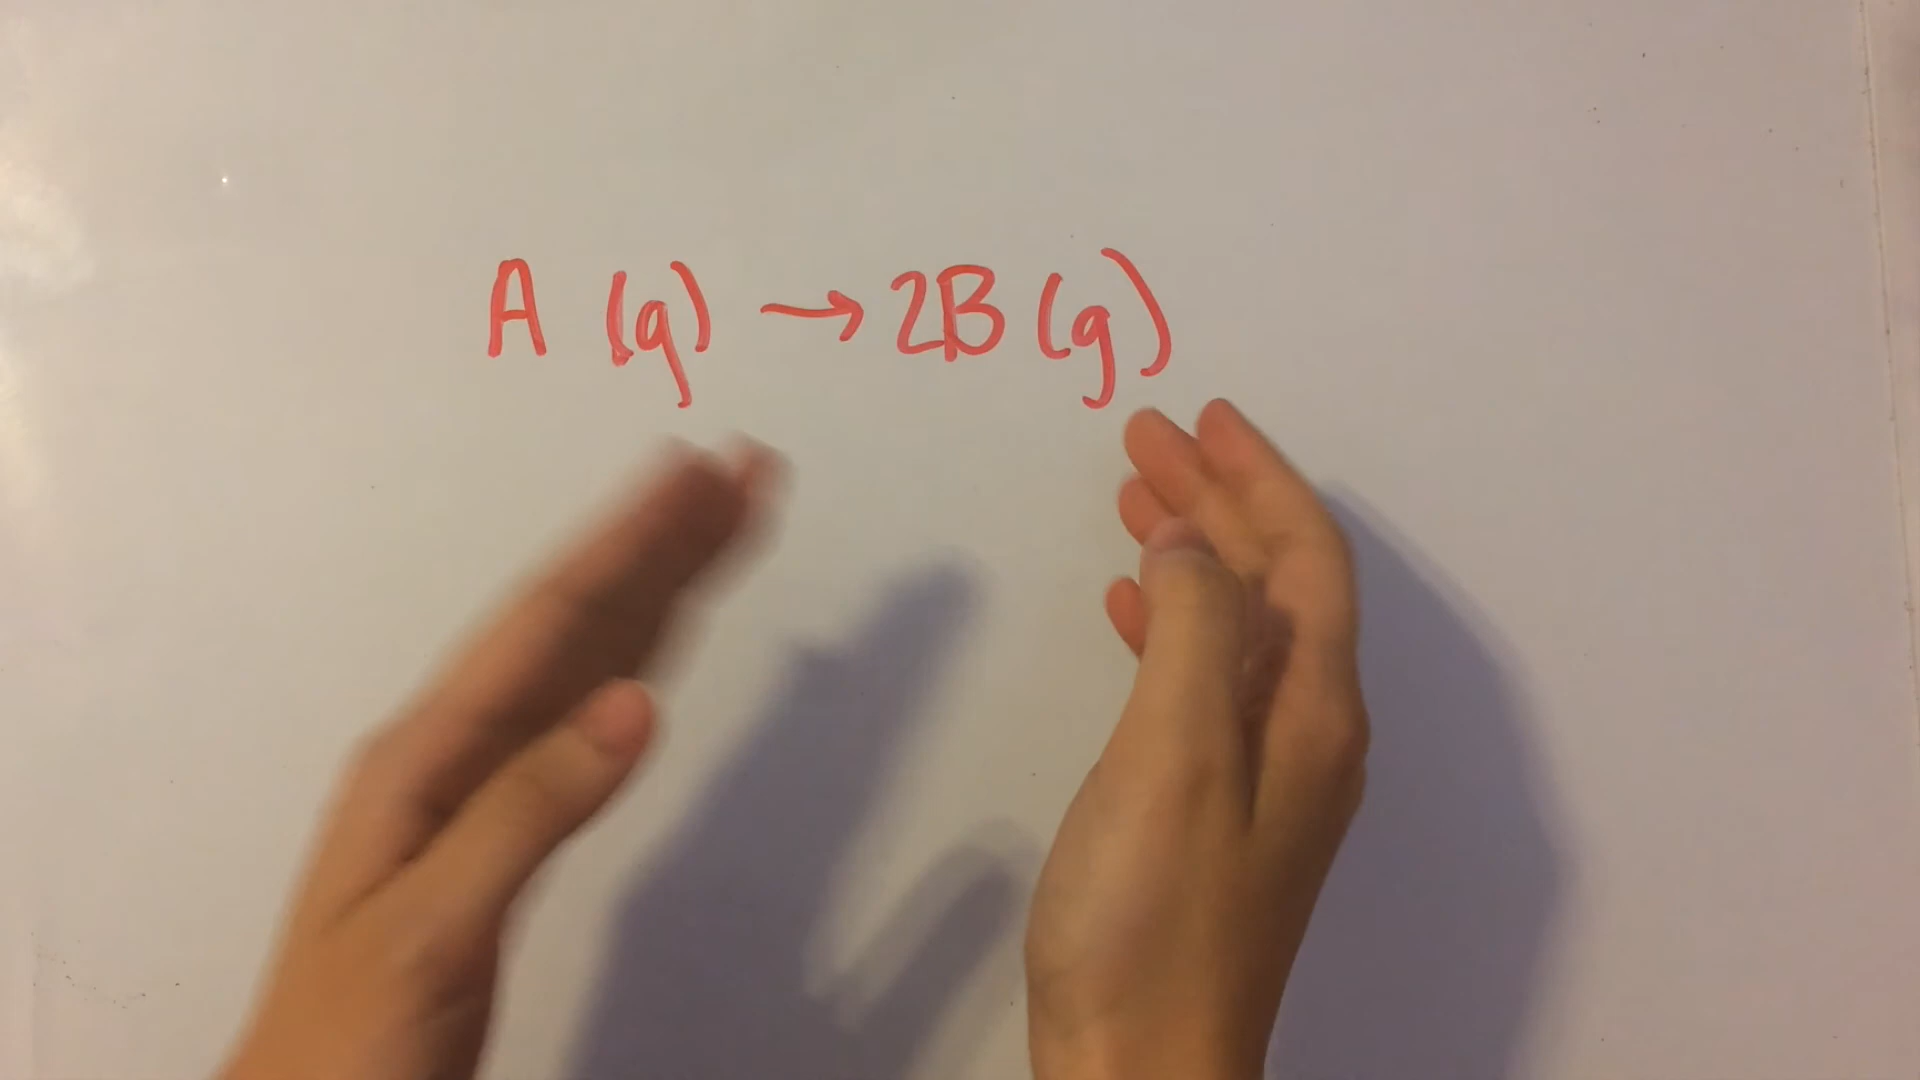 A (g) → 2B (g)